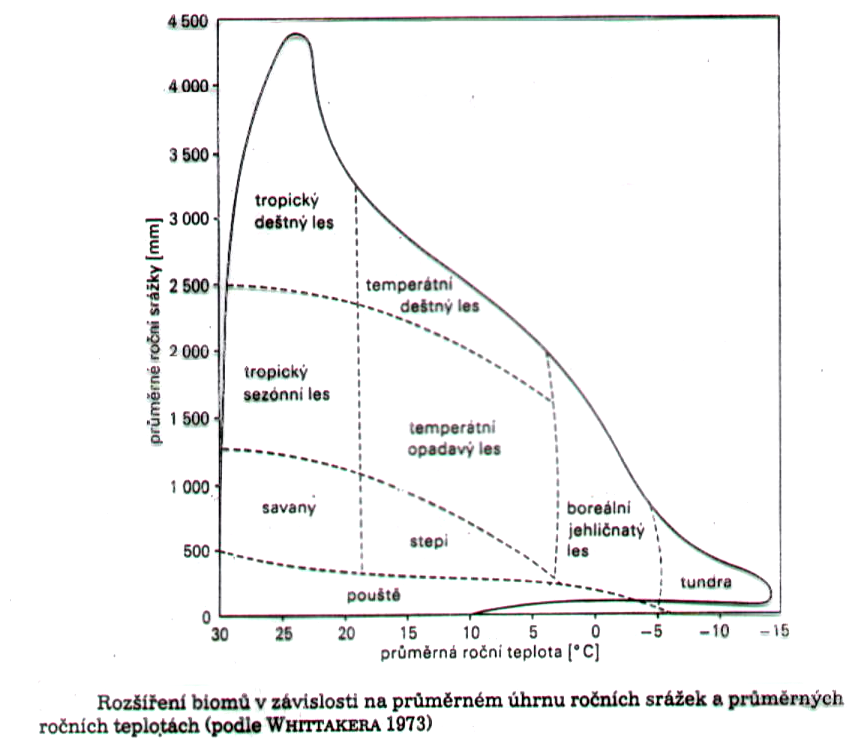 4 500
4 000
3 500
3 000
2 500
2 000
1 500
1 000
500
0
průměrné roční srážky [mm]
tropický
deštný les
temperátní
deštný les
tropický
sezónní les
temperátní
opadavý les
savany
stepi
boreální
jehličnatý
les
tundra
pouště
30 25 20 15 10 5 0 −5 −10 −15
průměrná roční teplota [°C]
Rozšíření biomů v závislosti na průměrném úhrnu ročních srážek a průměrných
ročních teplotách (podle WHITTAKERA 1973)